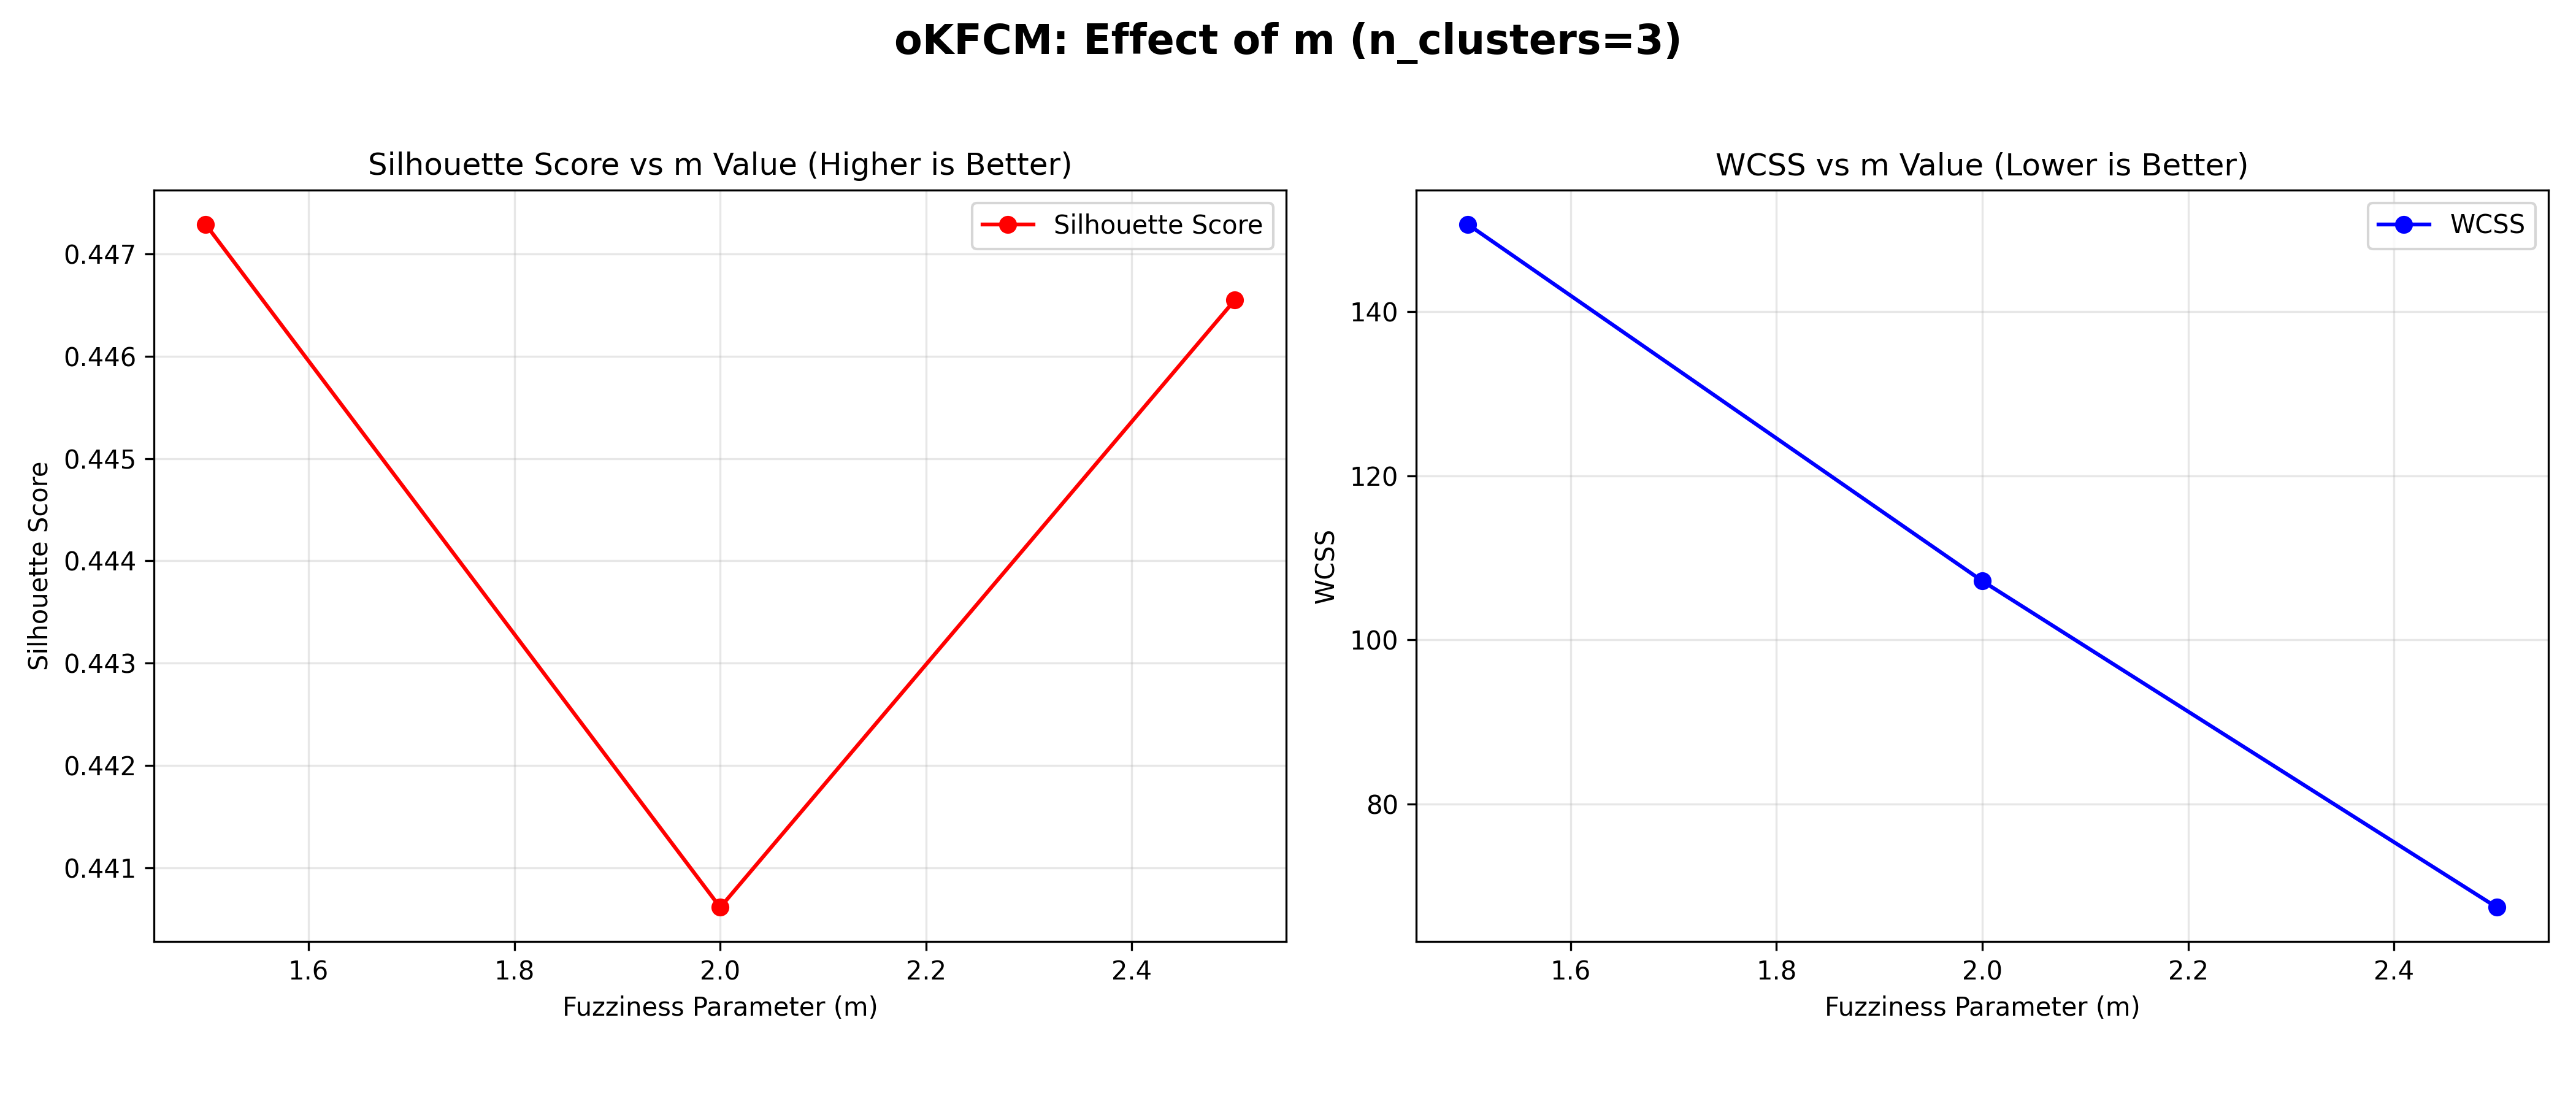 oKFCM: Effect of m (n_clusters=3)
Silhouette Score vs m Value (Higher is Better)
Silhouette Score
0.447
0.446
0.445
0.444
0.443
0.442
0.441
Silhouette Score
1.6 1.8 2.0 2.2 2.4
Fuzziness Parameter (m)
WCSS vs m Value (Lower is Better)
WCSS
140
120
100
80
WCSS
1.6 1.8 2.0 2.2 2.4
Fuzziness Parameter (m)